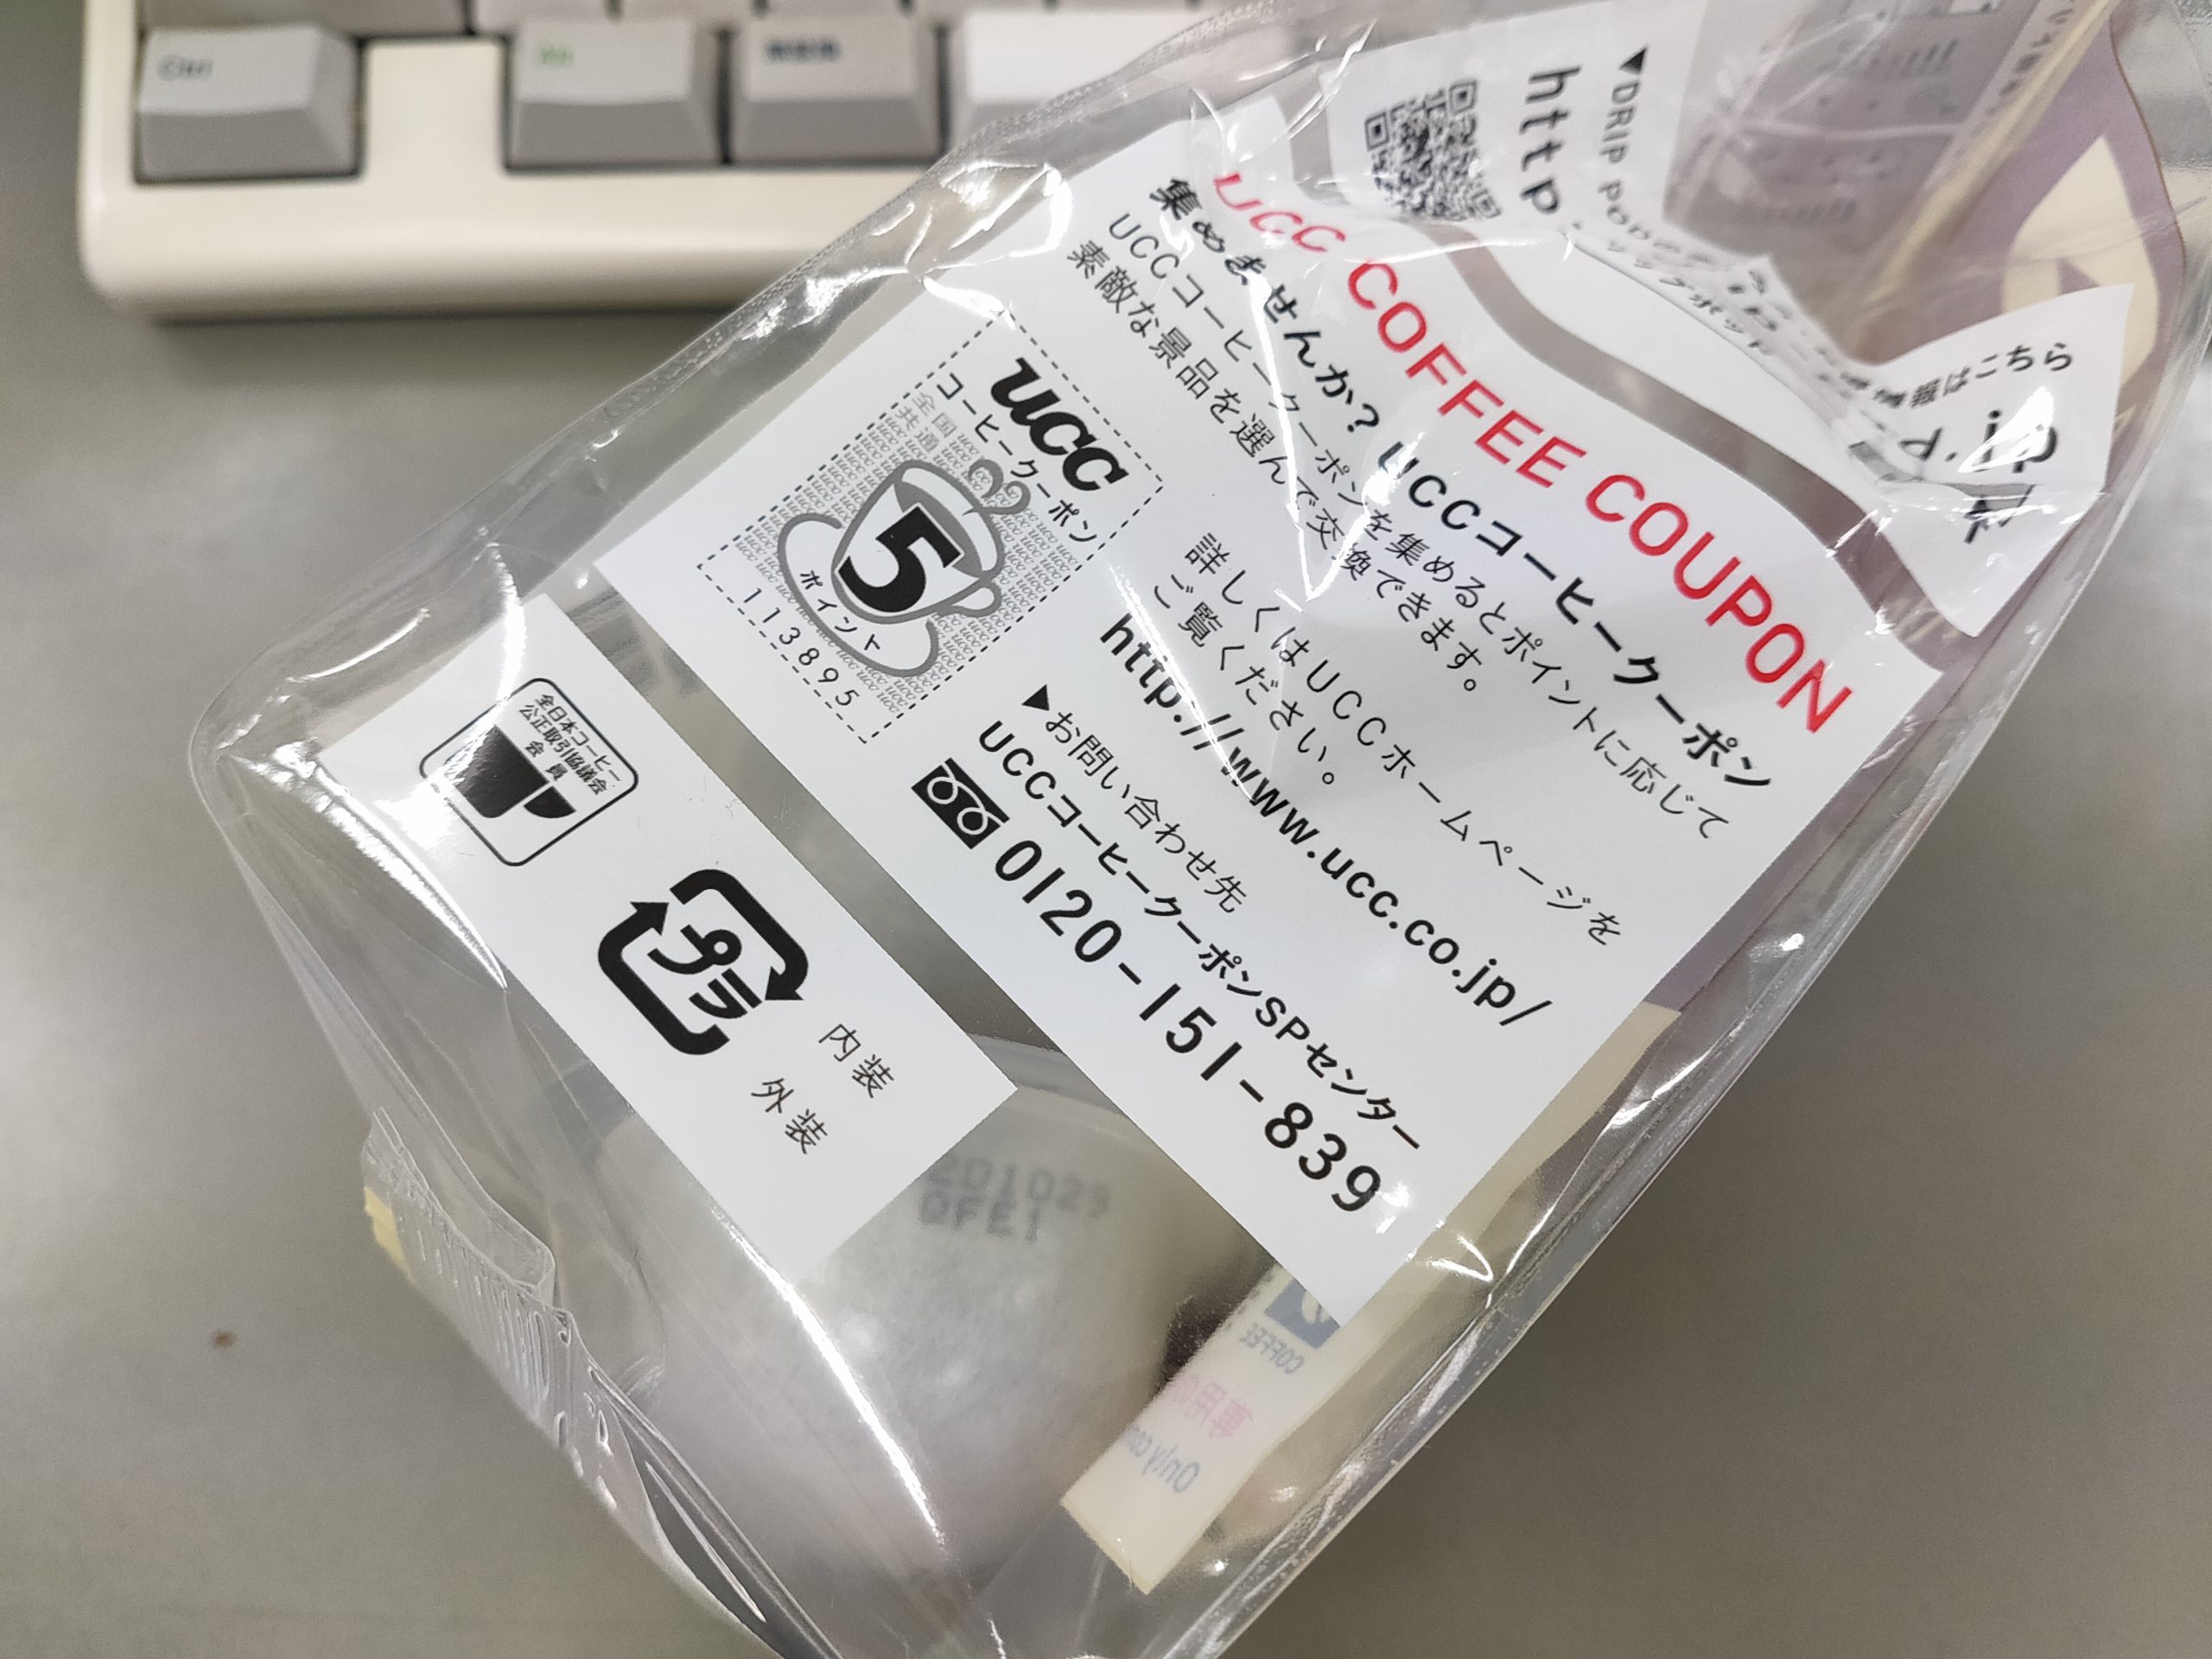 Ctrl
Alt
▼DRIP
http
はこちら
UCC COFFEE COUPON
集めませんか? UCCコーヒークーポン
UCCコーヒークーポンを集めるとポイントに応じて
素敵な景品を選んで交換できます。
詳しくはUCCホームページを
ご覧ください。
http://www.ucc.co.jp/
▶お問い合わせ先
UCCコーヒークーポンSPセンター
0120-151-839
ucc
コーヒークーポン
全国
共通
5
ポイント
113895
全日本コーヒー
公正取引協議会
会員
プラ
内装
外装
COFFEE
専用
Only